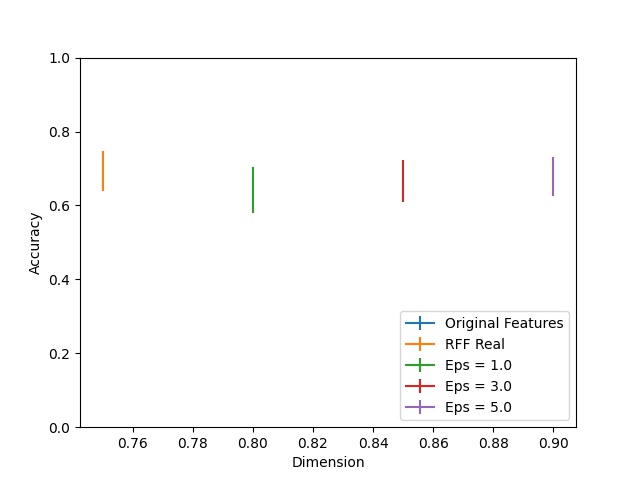 1.0
0.8
0.6
0.4
0.2
0.0
Accuracy
Original Features
RFF Real
Eps = 1.0
Eps = 3.0
Eps = 5.0
0.76 0.78 0.80 0.82 0.84 0.86 0.88 0.90
Dimension